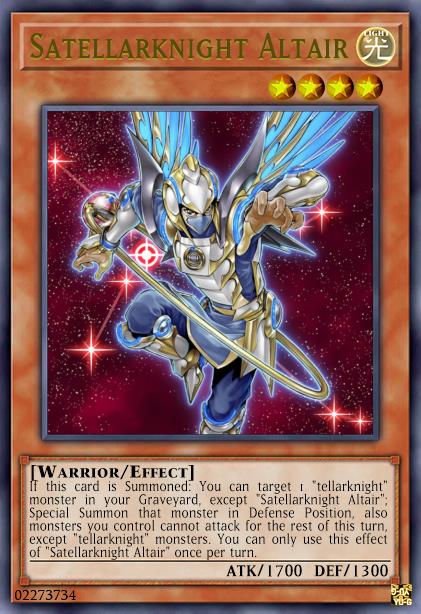 SATELLARKNIGHT ALTAIR
LIGHT
光
[WARRIOR/EFFECT]
If this card is Summoned: You can target 1 "tellarknight"
monster in your Graveyard, except "Satellarknight Altair";
Special Summon that monster in Defense Position, also
monsters you control cannot attack for the rest of this turn,
except "tellarknight" monsters. You can only use this effect
of "Satellarknight Altair" once per turn.
ATK/1700 DEF/1300
02273734